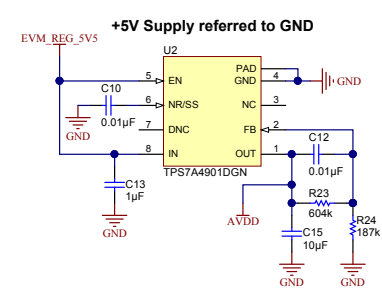 +5V Supply referred to GND
EVM_REG_5V5
U2
PAD
5 EN GND 4 GND
C10
6 NR/SS NC 3
0.01µF
GND
7 DNC FB 2
C12
8 IN OUT 1
0.01µF
TPS7A4901DGN
C13
1µF
R23
604k
R24
187k
AVDD
C15
10µF
GND
GND
GND